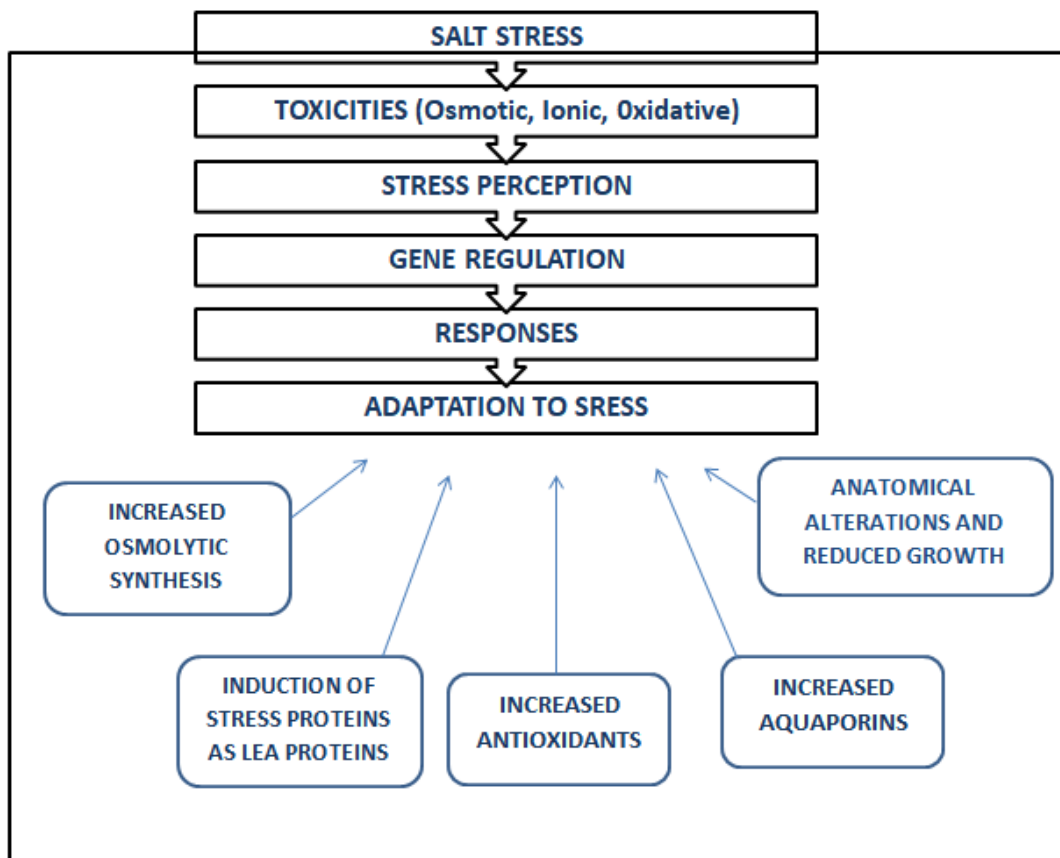 SALT STRESS
TOXICITIES (Osmotic, Ionic, 0xidative)
STRESS PERCEPTION
GENE REGULATION
RESPONSES
ADAPTATION TO SRESS
INCREASED
OSMOLYTIC
SYNTHESIS
ANATOMICAL
ALTERATIONS AND
REDUCED GROWTH
INDUCTION OF
STRESS PROTEINS
AS LEA PROTEINS
INCREASED
ANTIOXIDANTS
INCREASED
AQUAPORINS